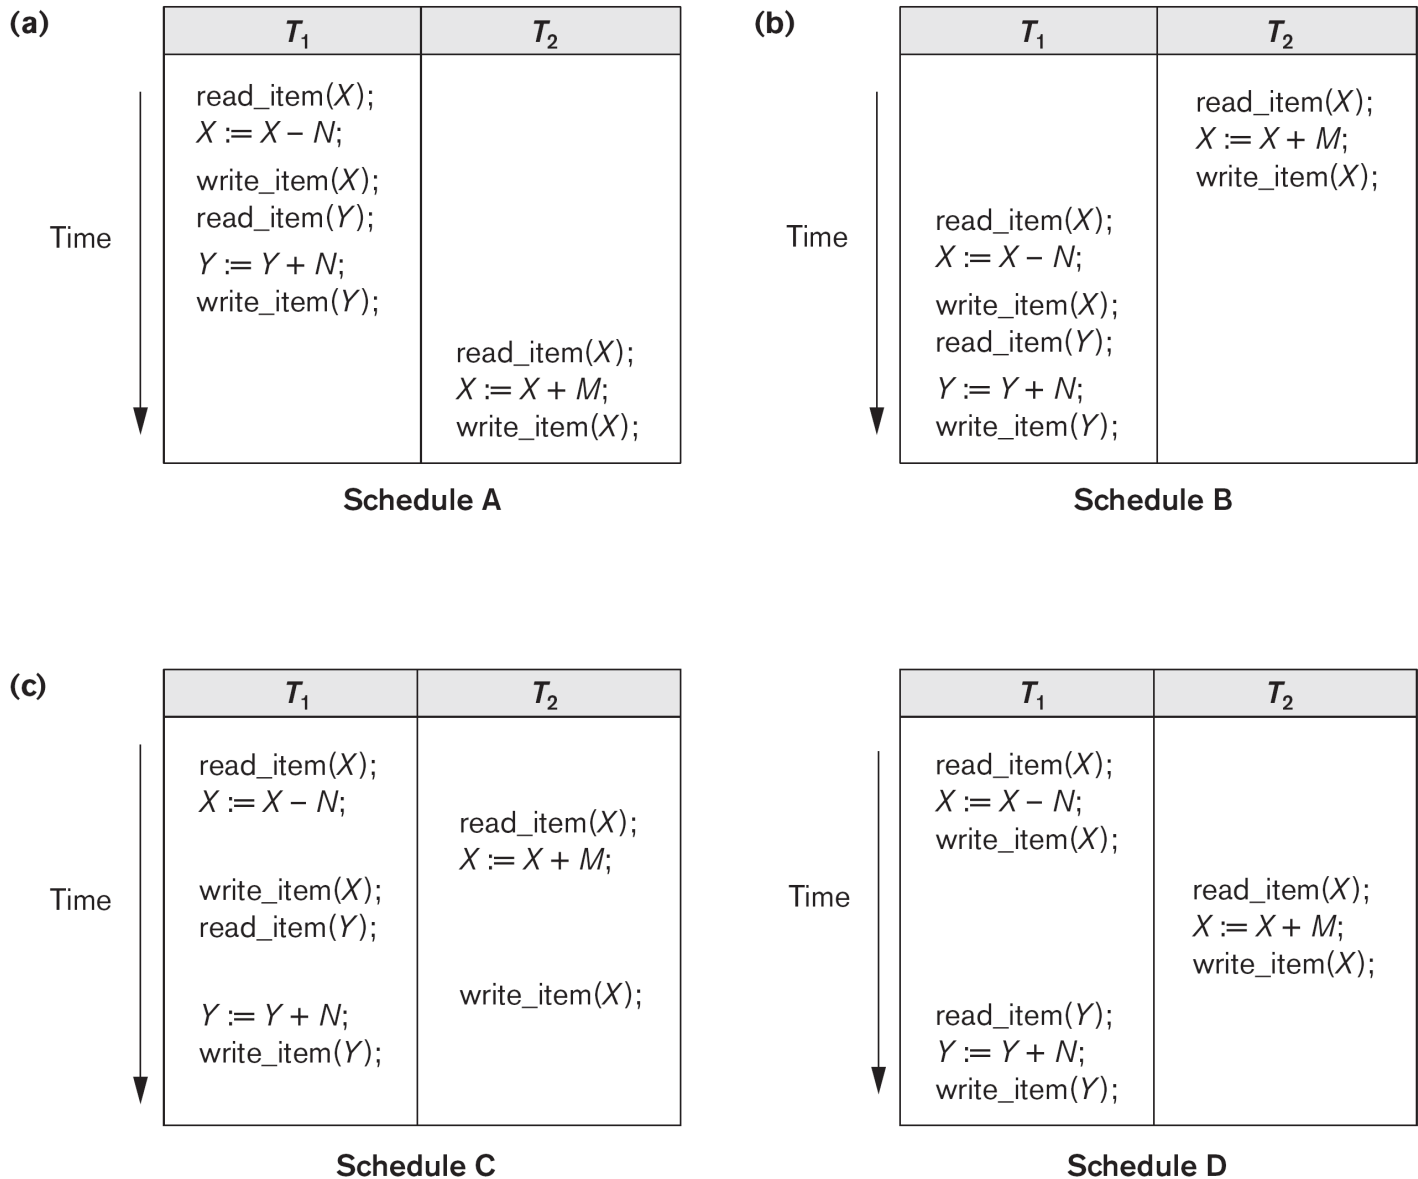 (a)
T1 T2
read_item(X);
X := X – N;
write_item(X);
read_item(Y);
Time
Y := Y + N;
write_item(Y);
read_item(X);
X := X + M;
write_item(X);
Schedule A
(b)
T1 T2
read_item(X);
X := X + M;
write_item(X);
read_item(X);
Time
X := X – N;
write_item(X);
read_item(Y);
Y := Y + N;
write_item(Y);
Schedule B
(c)
T1 T2
read_item(X);
X := X – N;
read_item(X);
X := X + M;
write_item(X);
Time
read_item(Y);
write_item(X);
Y := Y + N;
write_item(Y);
Schedule C
T1 T2
read_item(X);
X := X – N;
write_item(X);
read_item(X);
Time
X := X + M;
write_item(X);
read_item(Y);
Y := Y + N;
write_item(Y);
Schedule D